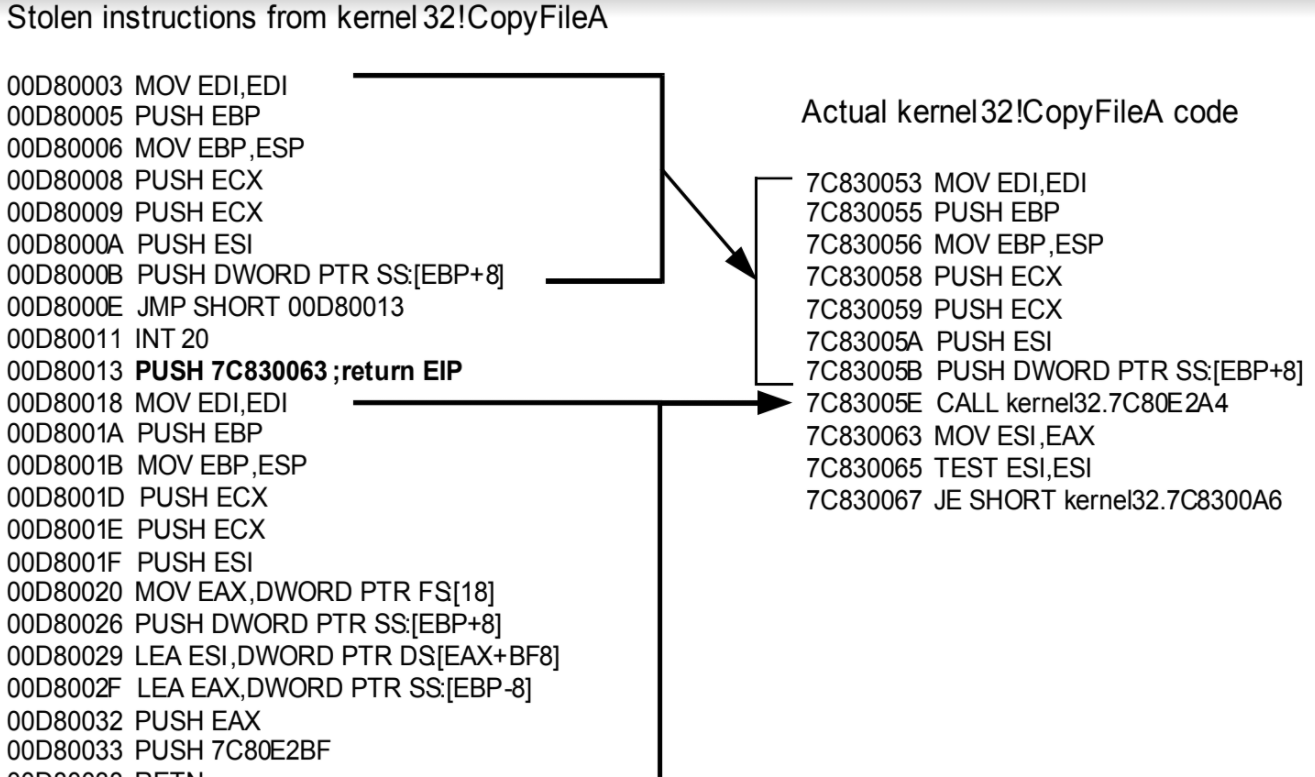 Stolen instructions from kernel32!CopyFileA
00D80003 MOV EDI,EDI
00D80005 PUSH EBP
00D80006 MOV EBP,ESP
00D80008 PUSH ECX
00D80009 PUSH ECX
00D8000A PUSH ESI
00D8000B PUSH DWORD PTR SS:[EBP+8]
00D8000E JMP SHORT 00D80013
00D80011 INT 20
00D80013 PUSH 7C830063 ;return EIP
00D80018 MOV EDI,EDI
00D8001A PUSH EBP
00D8001B MOV EBP,ESP
00D8001D PUSH ECX
00D8001E PUSH ECX
00D8001F PUSH ESI
00D80020 MOV EAX,DWORD PTR FS[18]
00D80026 PUSH DWORD PTR SS:[EBP+8]
00D80029 LEA ESI,DWORD PTR DS[EAX+BF8]
00D8002F LEA EAX,DWORD PTR SS:[EBP-8]
00D80032 PUSH EAX
00D80033 PUSH 7C80E2BF
Actual kernel32!CopyFileA code
7C830053 MOV EDI,EDI
7C830055 PUSH EBP
7C830056 MOV EBP,ESP
7C830058 PUSH ECX
7C830059 PUSH ECX
7C83005A PUSH ESI
7C83005B PUSH DWORD PTR SS:[EBP+8]
7C83005E CALL kernel32.7C80E2A4
7C830063 MOV ESI,EAX
7C830065 TEST ESI,ESI
7C830067 JE SHORT kernel32.7C8300A6